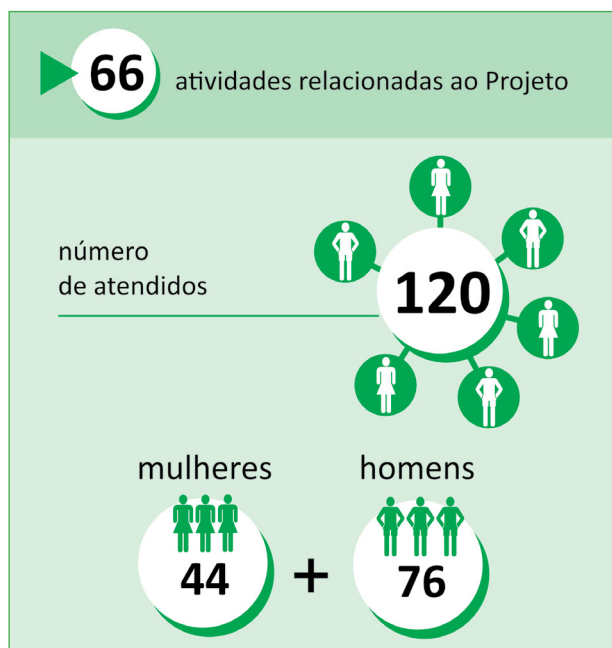 66 atividades relacionadas ao Projeto
número
de atendidos
120
mulheres
homens
44 + 76